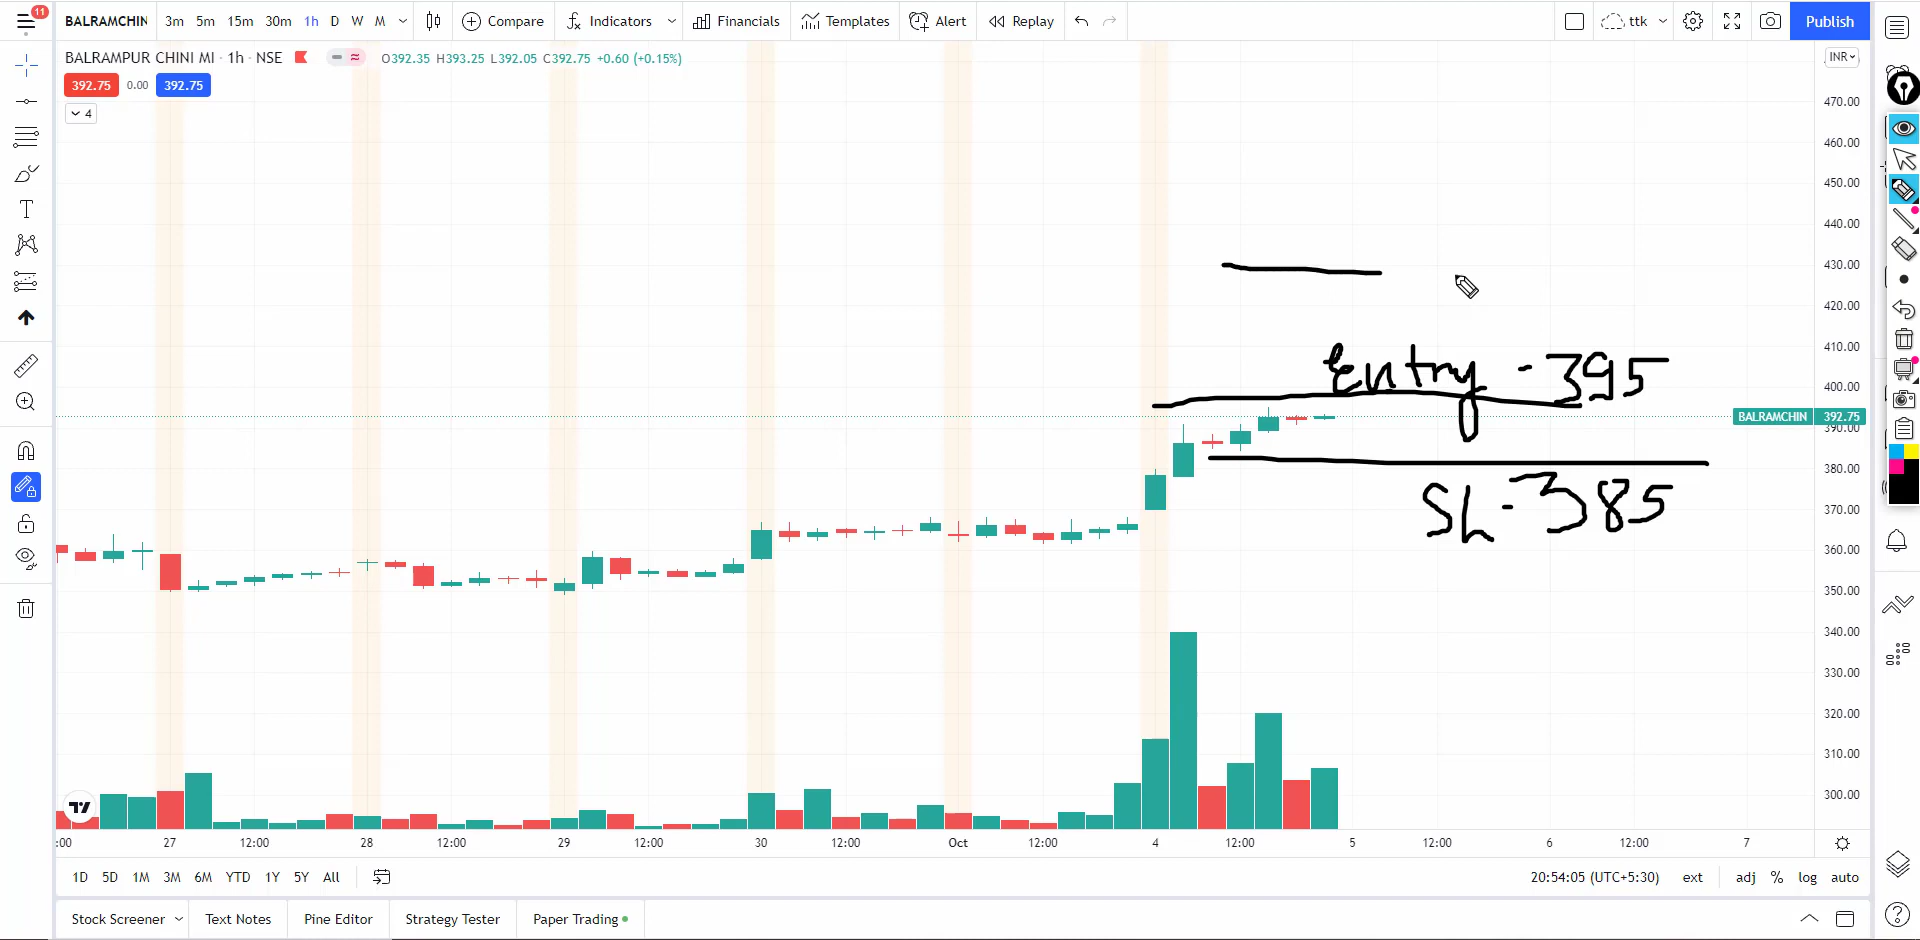 11
BALRAMCHIN 3m 5m 15m 30m 1h D W M Compare Indicators Financials Templates Alert Replay ttk Publish
BALRAMPUR CHINI MI · 1h · NSE O392.35 H393.25 L392.05 C392.75 +0.60 (+0.15%)
INR
392.75 0.00 392.75
4
470.00
460.00
450.00
440.00
430.00
420.00
410.00
400.00
390.00
380.00
370.00
360.00
350.00
340.00
330.00
320.00
310.00
300.00
Entry - 395
BALRAMCHIN 392.75
SL - 385
:00 27 12:00 28 12:00 29 12:00 30 12:00 Oct 12:00 4 12:00 5 12:00 6 12:00 7
1D 5D 1M 3M 6M YTD 1Y 5Y All 20:54:05 (UTC+5:30) ext adj % log auto
Stock Screener Text Notes Pine Editor Strategy Tester Paper Trading